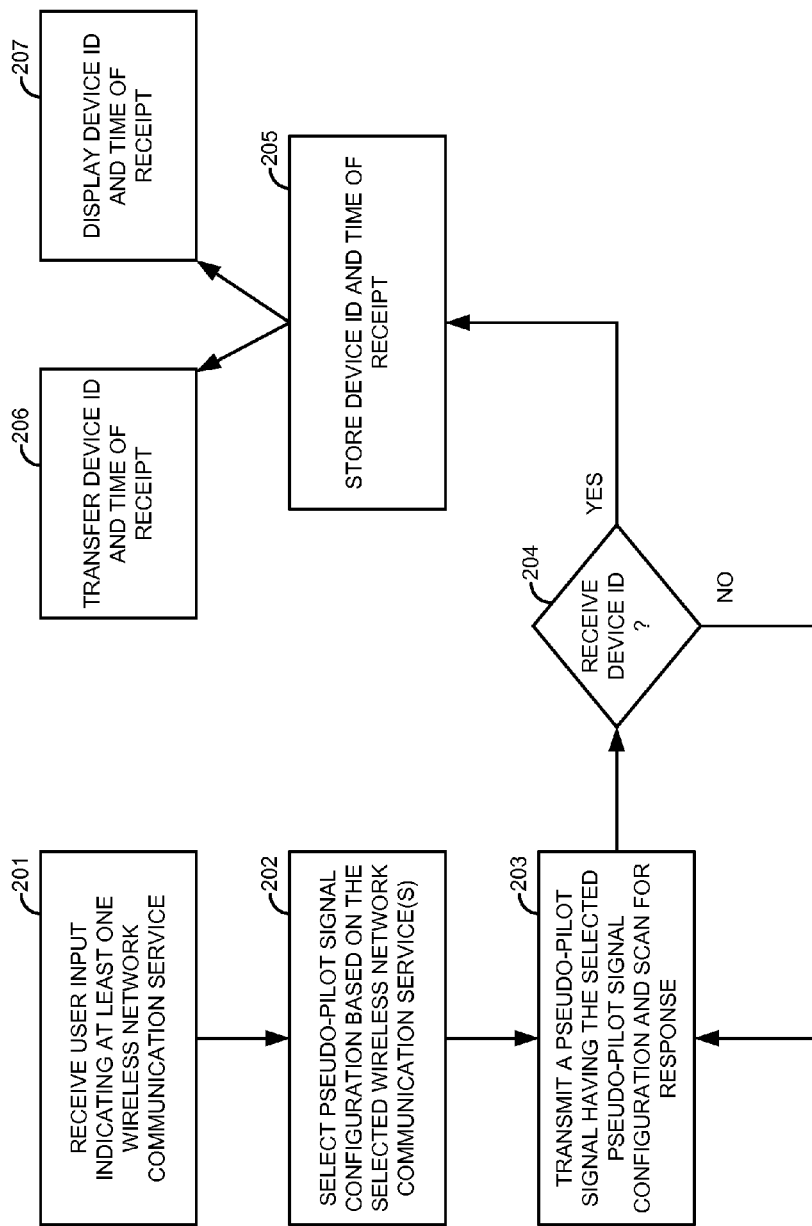 201
RECEIVE USER INPUT
INDICATING AT LEAST ONE
WIRELESS NETWORK
COMMUNICATION SERVICE
202
SELECT PSEUDO-PILOT SIGNAL
CONFIGURATION BASED ON THE
SELECTED WIRELESS NETWORK
COMMUNICATION SERVICE(S)
203
TRANSMIT A PSEUDO-PILOT
SIGNAL HAVING THE SELECTED
PSEUDO-PILOT SIGNAL
CONFIGURATION AND SCAN FOR
RESPONSE
204
RECEIVE
DEVICE ID
?
YES
NO
205
STORE DEVICE ID AND TIME OF
RECEIPT
206
TRANSFER DEVICE ID
AND TIME OF
RECEIPT
207
DISPLAY DEVICE ID
AND TIME OF
RECEIPT